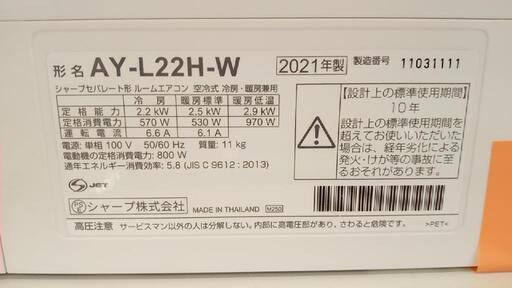 形名 AY-L22H-W 2021年製 製造番号 11031111
シャープセパレート形 ルームエアコン 空冷式 冷房・暖房兼用
冷房 暖房標準 暖房低温
定格能力 2.2 kW 2.5 kW 2.9 kW
定格消費電力 570 W 530 W 970 W
運転電流 6.6 A 6.1 A
電源:単相 100 V 50/60 Hz 質量:11kg
電動機の定格消費電力:800 W
通年エネルギー消費効率:5.8 (JIS C 9612:2013)
【設計上の標準使用期間】
10年
設計上の標準使用期間を
超えてお使いいただいた
場合は、経年劣化による
発火・けが等の事故に至
るおそれがあります。
S JET
PS E シャープ株式会社 MADE IN THAILAND M250
高圧注意 サービスマン以外の人は分解しない。内部に高電圧部があり、さわると危険です。 >PET<